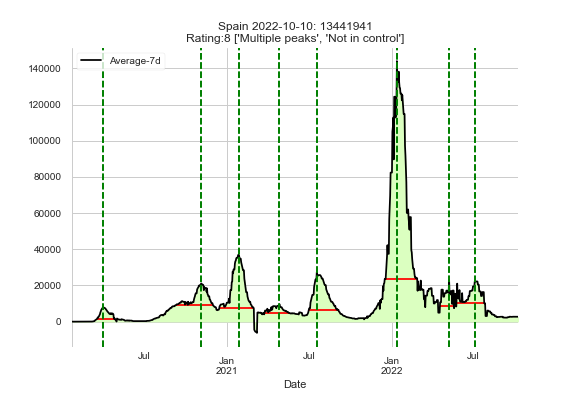 Spain 2022-10-10: 13441941
Rating:8 ['Multiple peaks', 'Not in control']
Average-7d
140000
120000
100000
80000
60000
40000
20000
0
Jul
Jan
2021
Jul
Jan
2022
Jul
Date